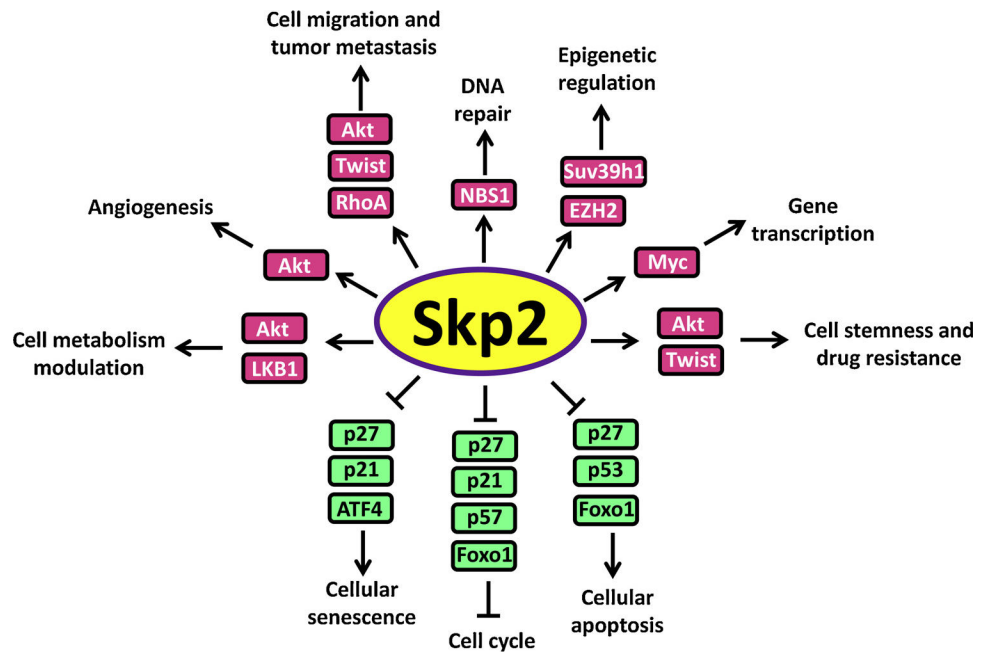 Cell migration and
tumor metastasis
Akt
Twist
RhoA
DNA
repair
NBS1
Epigenetic
regulation
Suv39h1
EZH2
Angiogenesis
Akt
Gene
transcription
Myc
Skp2
Cell metabolism
modulation
Akt
LKB1
Akt
Twist
Cell stemness and
drug resistance
p27
p21
ATF4
Cellular
senescence
p27
p21
p57
Foxo1
Cell cycle
p27
p53
Foxo1
Cellular
apoptosis